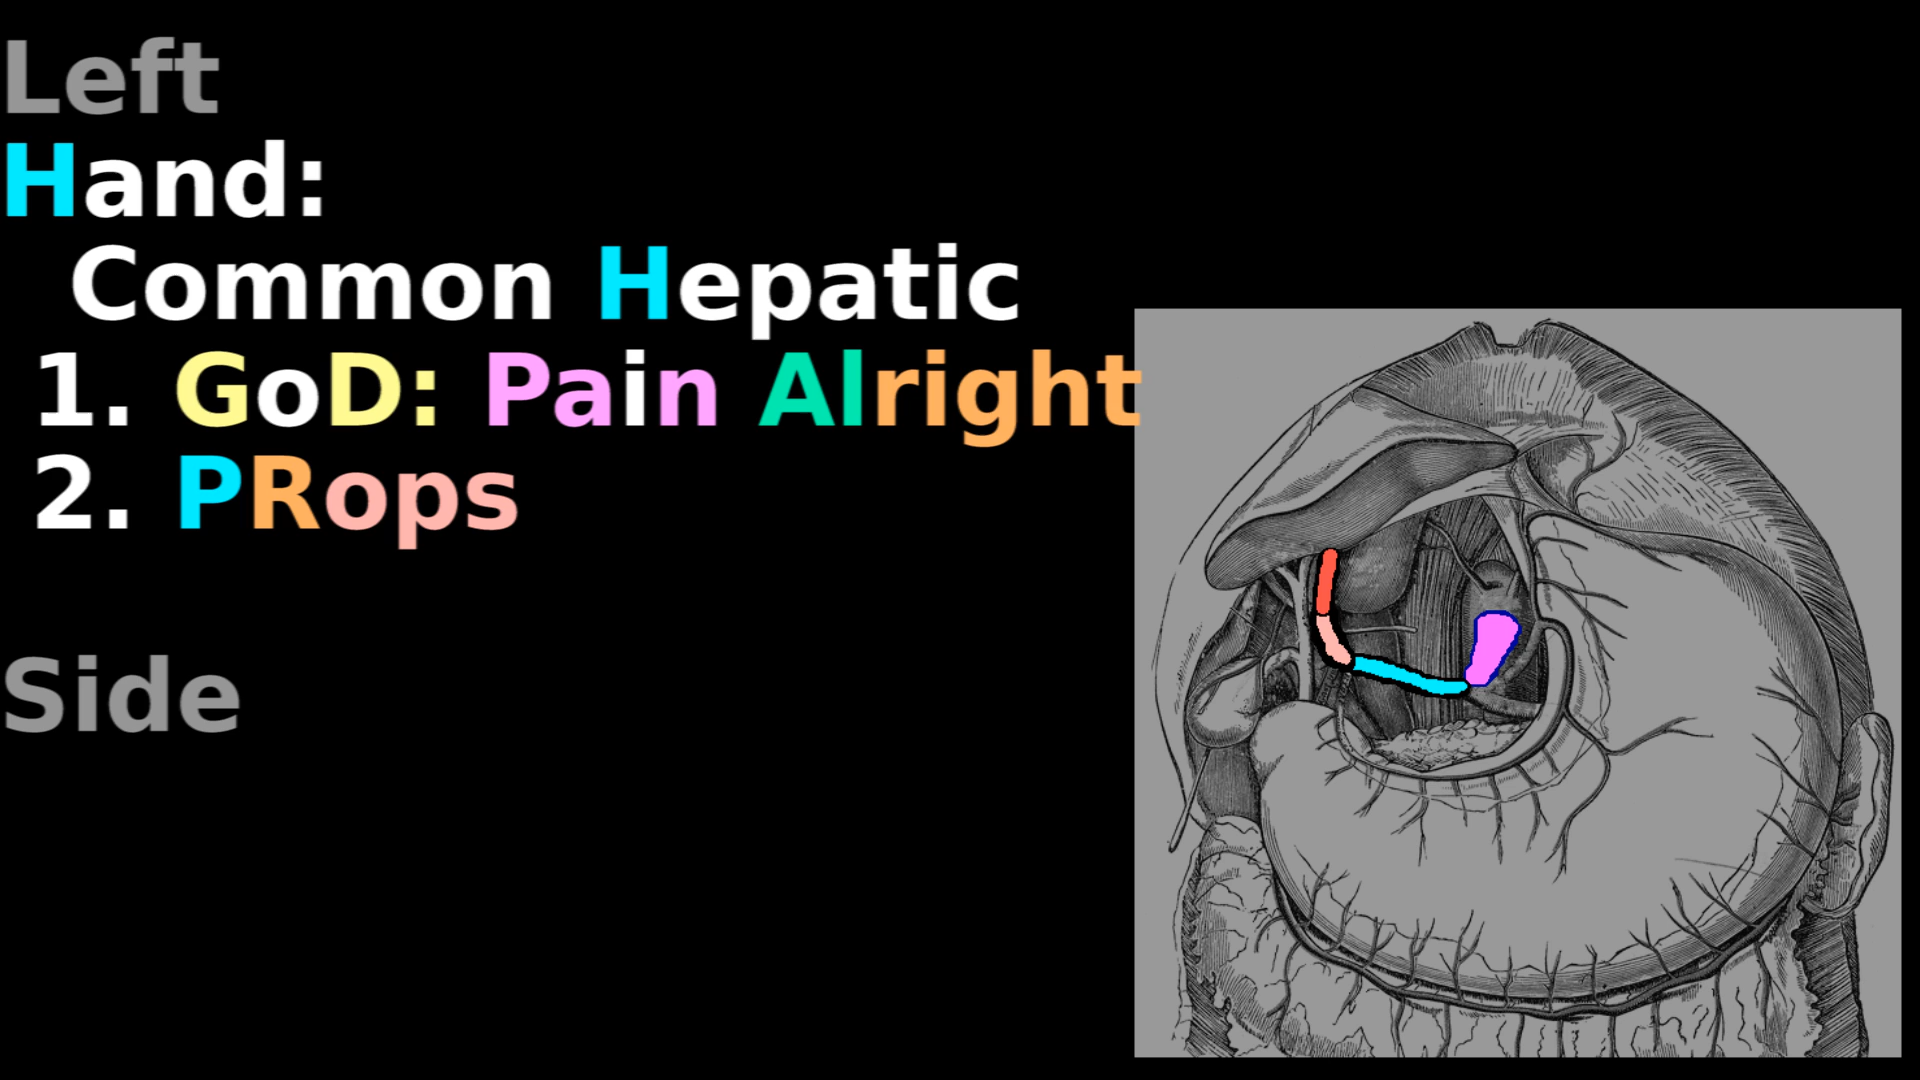 Left
Hand:
Common Hepatic
1. GoD: Pain Alright
2. PRops
Side